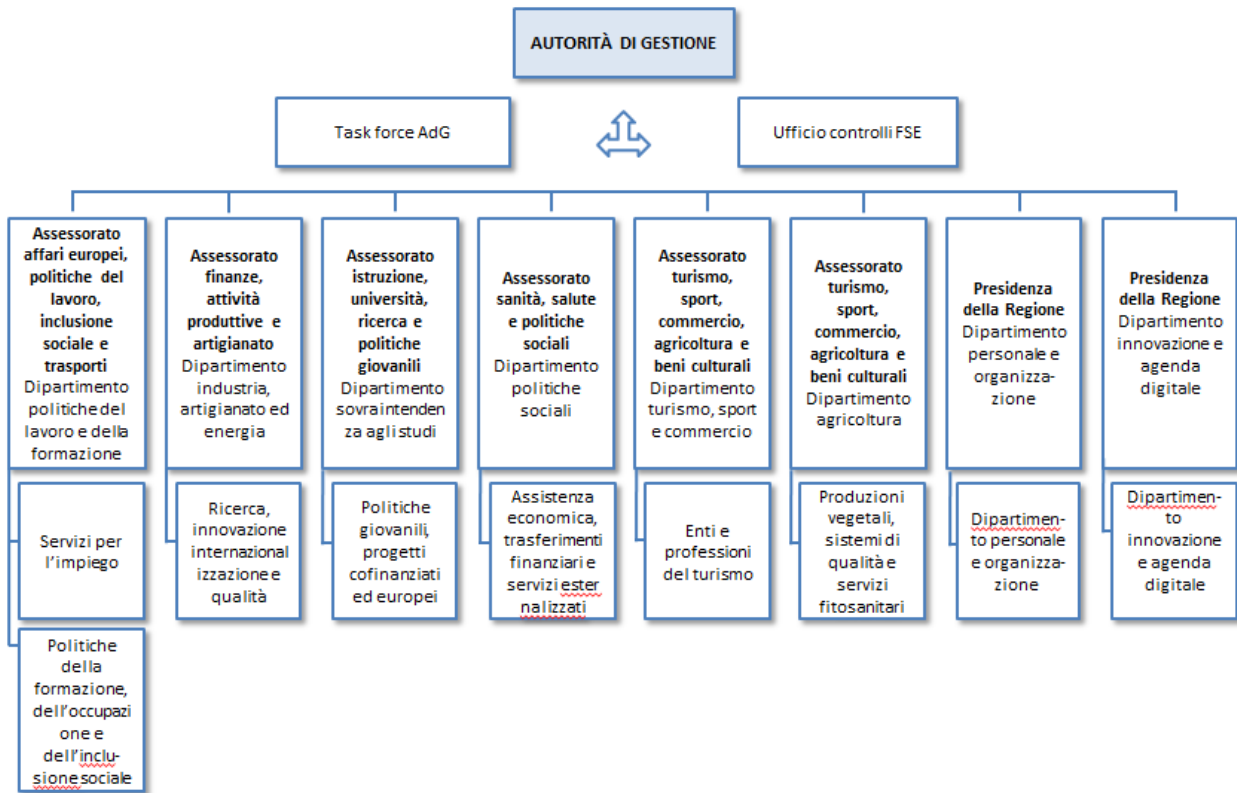 AUTORITÀ DI GESTIONE
Task force AdG
Ufficio controlli FSE
Assessorato
affari europei,
politiche del
lavoro,
inclusione
sociale e
trasporti
Dipartimento
politiche del
lavoro e della
formazione
Assessorato
finanze,
attività
produttive e
artigianato
Dipartimento
industria,
artigianato ed
energia
Assessorato
istruzione,
università,
ricerca e
politiche
giovanili
Dipartimento
sovraintenden
za agli studi
Assessorato
sanità, salute
e politiche
sociali
Dipartimento
politiche
sociali
Assessorato
turismo,
sport,
commercio,
agricoltura e
beni culturali
Dipartimento
turismo, sport
e commercio
Assessorato
turismo,
sport,
commercio,
agricoltura e
beni culturali
Dipartimento
agricoltura
Presidenza
della Regione
Dipartimento
personale e
organizza-
zione
Presidenza
della Regione
Dipartimento
innovazione e
agenda
digitale
Servizi per
l'impiego
Ricerca,
innovazione
internazional
izzazione e
qualità
Politiche
giovanili,
progetti
cofinanziati
ed europei
Assistenza
economica,
trasferimenti
finanziari e
servizi ester
nalizzati
Enti e
professioni
del turismo
Produzioni
vegetali,
sistemi di
qualità e
servizi
fitosanitari
Dipartimen-
to personale
e organizza-
zione
Dipartimen-
to
innovazione
e agenda
digitale
Politiche
della
formazione,
dell'occupazi
one e
dell'inclu-
sione sociale